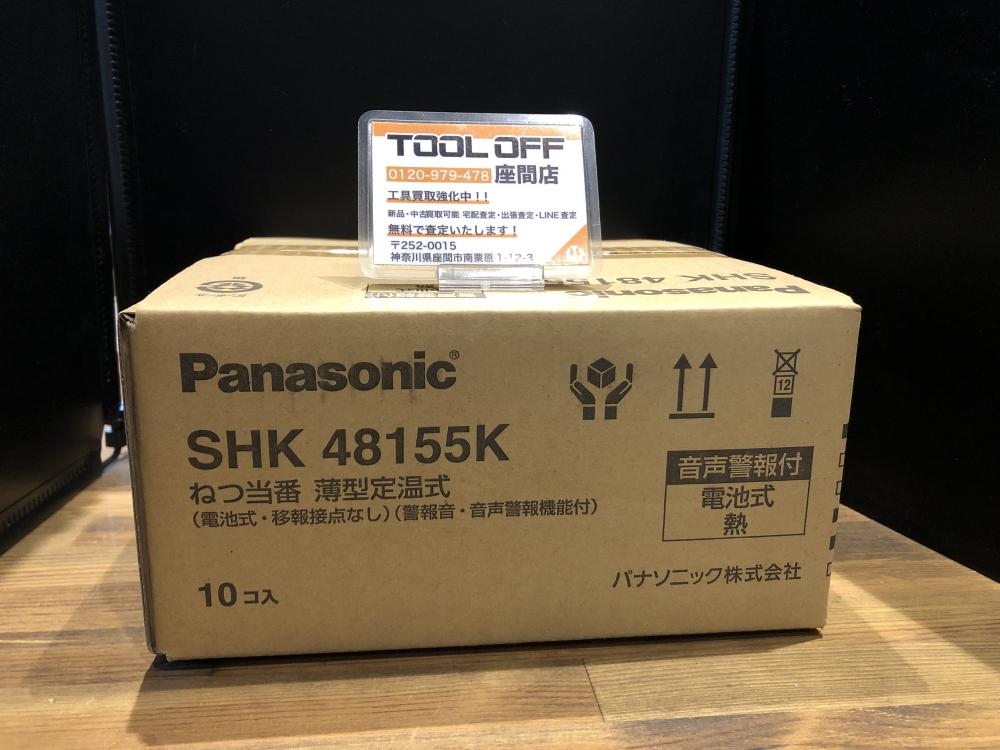 TOOL OFF
0120-979-478 座間店
工具買取強化中!!
新品・中古買取可能 宅配査定・出張査定・LINE査定
無料で査定いたします!
〒252-0015
神奈川県座間市南栗原1-12-3
Panasonic
SHK 4815
Panasonic®
SHK 48155K
ねつ当番 薄型定温式
(電池式・移報接点なし)(警報音・音声警報機能付)
10コ入
12
音声警報付
電池式
熱
パナソニック株式会社